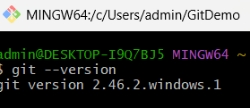 MINGW64:/c/Users/admin/GitDemo
admin@DESKTOP-I9Q7BJ5 MINGW64 ~
$ git --version
git version 2.46.2.windows.1